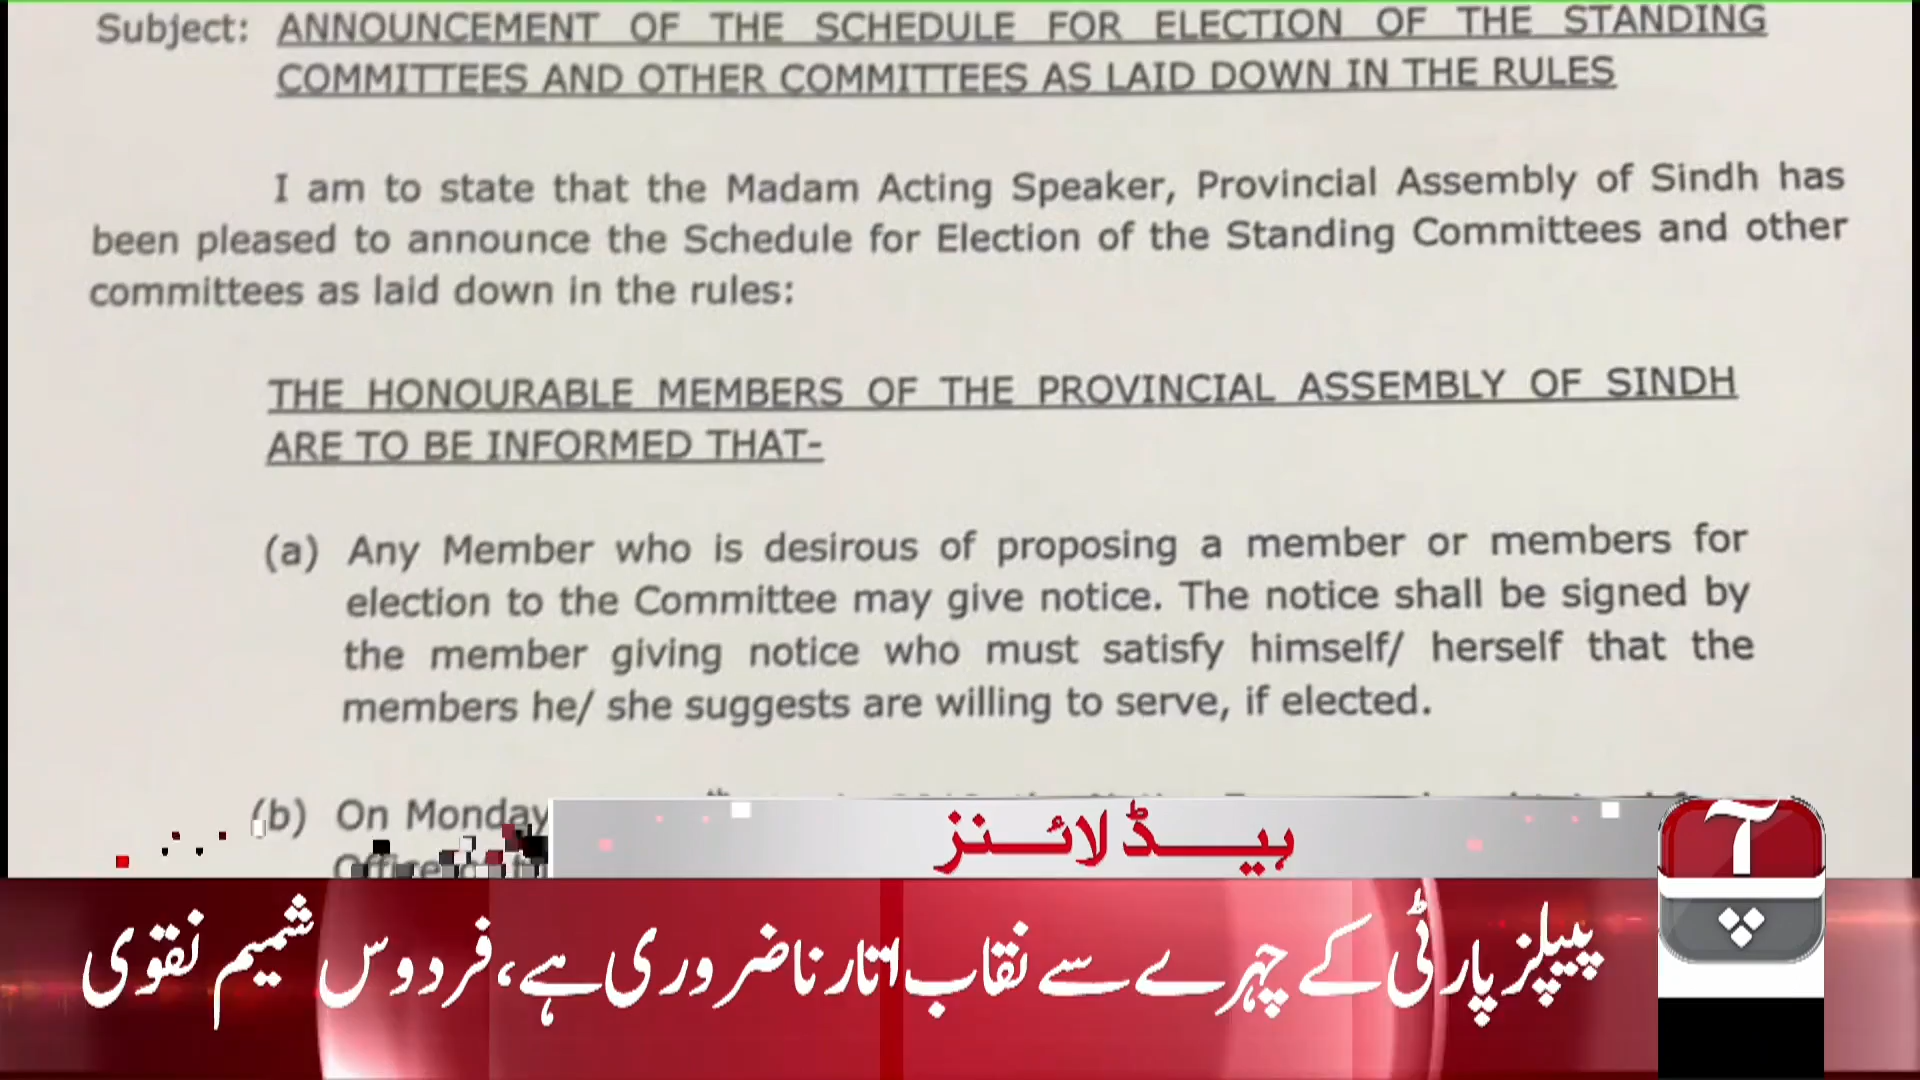 Subject: ANNOUNCEMENT OF THE SCHEDULE FOR ELECTION OF THE STANDING
COMMITTEES AND OTHER COMMITTEES AS LAID DOWN IN THE RULES
I am to state that the Madam Acting Speaker, Provincial Assembly of Sindh has
been pleased to announce the Schedule for Election of the Standing Committees and other
committees as laid down in the rules:
THE HONOURABLE MEMBERS OF THE PROVINCIAL ASSEMBLY OF SINDH
ARE TO BE INFORMED THAT-
(a) Any Member who is desirous of proposing a member or members for
election to the Committee may give notice. The notice shall be signed by
the member giving notice who must satisfy himself/ herself that the
members he/ she suggests are willing to serve, if elected.
(b) On Monday
Office
ہیڈ لائنز
آپ
پیپلز پارٹی کے چہرے سے نقاب اتارنا ضروری ہے، فردوس شمیم نقوی